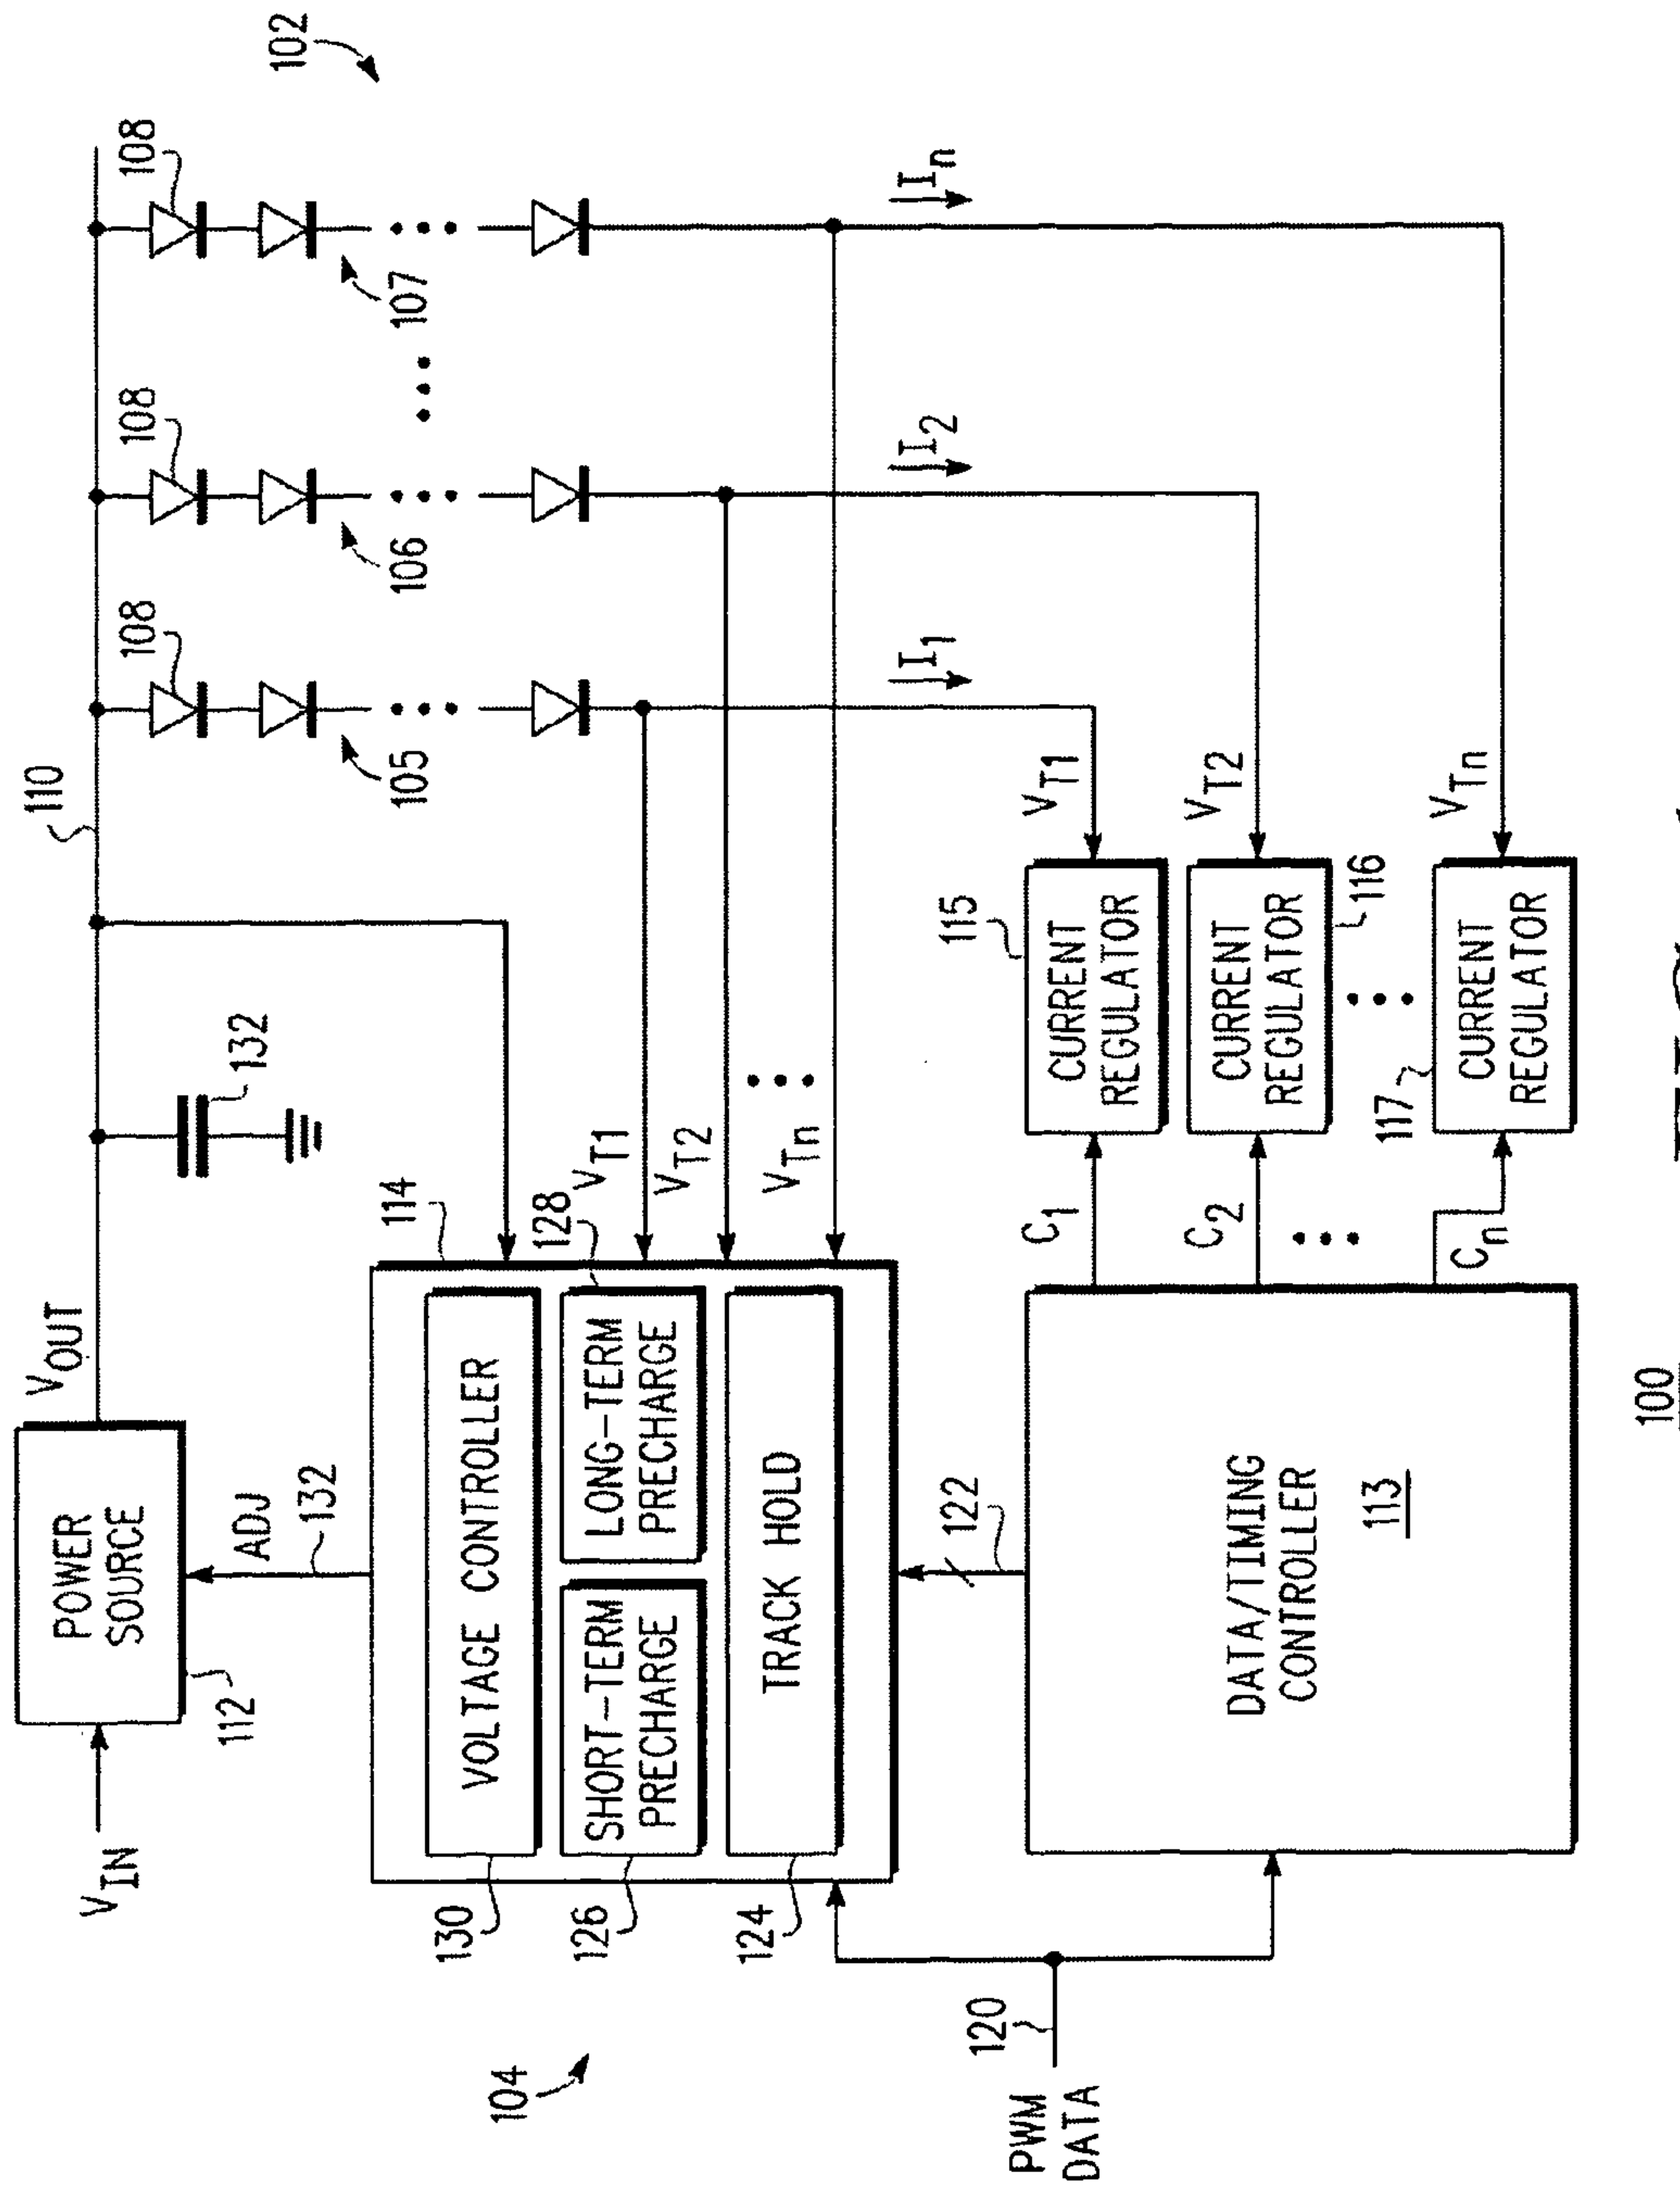 V_IN
112
POWER
SOURCE
V_OUT
110
132
ADJ
132
114
102
108
108
108
105
106
107
130
VOLTAGE CONTROLLER
126
SHORT-TERM
PRECHARGE
128
LONG-TERM
PRECHARGE
124
TRACK HOLD
V_T1
V_T2
V_Tn
I_1
I_2
I_n
104
122
PWM
DATA
120
DATA/TIMING
CONTROLLER
113
C_1
C_2
C_n
115
CURRENT
REGULATOR
V_T1
CURRENT
REGULATOR
116
V_T2
117
CURRENT
REGULATOR
V_Tn
100